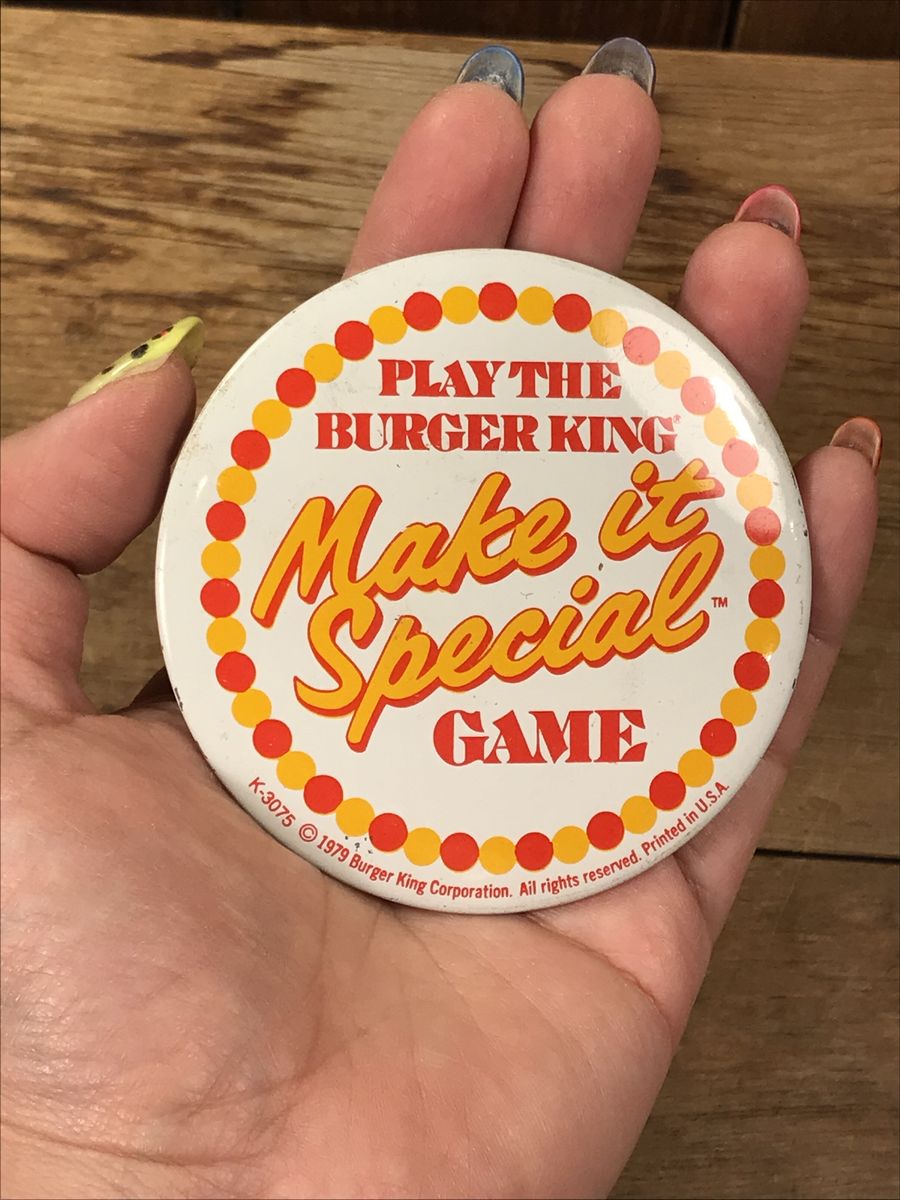 PLAY THE
BURGER KING®
Make it
Special™
GAME
K-3075 © 1979 Burger King Corporation. All rights reserved. Printed in U.S.A.